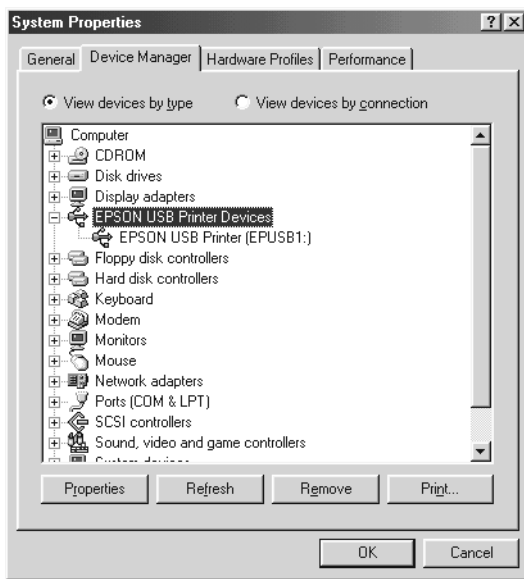 System Properties
General Device Manager Hardware Profiles Performance
View devices by type View devices by connection
Computer
CDROM
Disk drives
Display adapters
EPSON USB Printer Devices
EPSON USB Printer (EPUSB1:)
Floppy disk controllers
Hard disk controllers
Keyboard
Modem
Monitors
Mouse
Network adapters
Ports (COM & LPT)
SCSI controllers
Sound, video and game controllers
System devices
Properties Refresh Remove Print...
OK Cancel